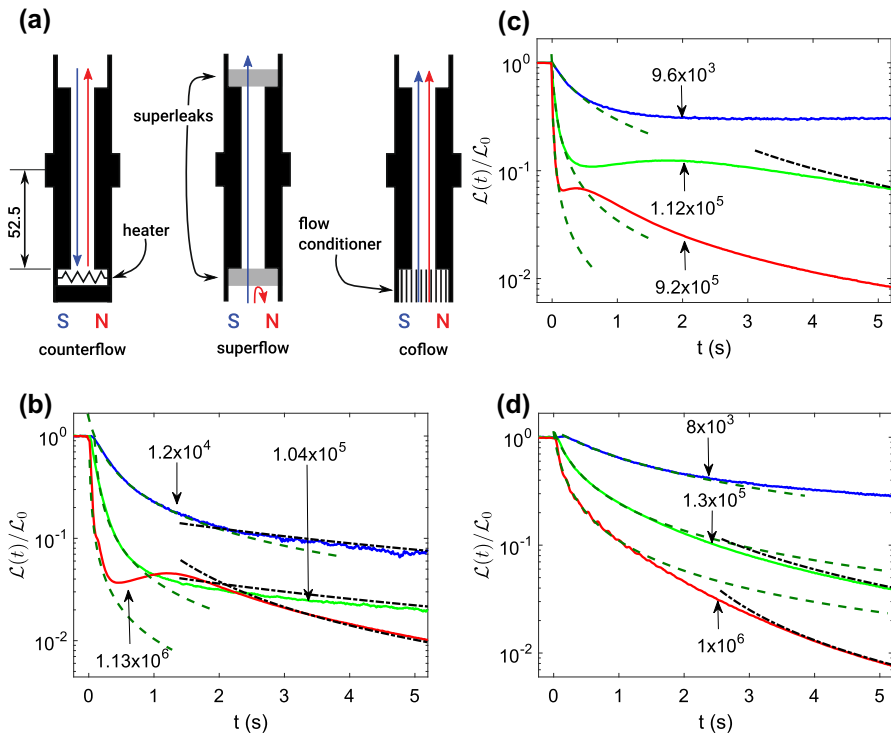 (a)
superleaks
52.5
heater
flow
conditioner
S N
S N
S N
counterflow
superflow
coflow
(c)
10⁰
10⁻¹
10⁻²
ℒ(t)/ℒ₀
9.6x10³
1.12x10⁵
9.2x10⁵
0 1 2 3 4 5
t (s)
(b)
10⁰
10⁻¹
10⁻²
ℒ(t)/ℒ₀
1.2x10⁴
1.04x10⁵
1.13x10⁶
0 1 2 3 4 5
t (s)
(d)
10⁰
10⁻¹
10⁻²
ℒ(t)/ℒ₀
8x10³
1.3x10⁵
1x10⁶
0 1 2 3 4 5
t (s)